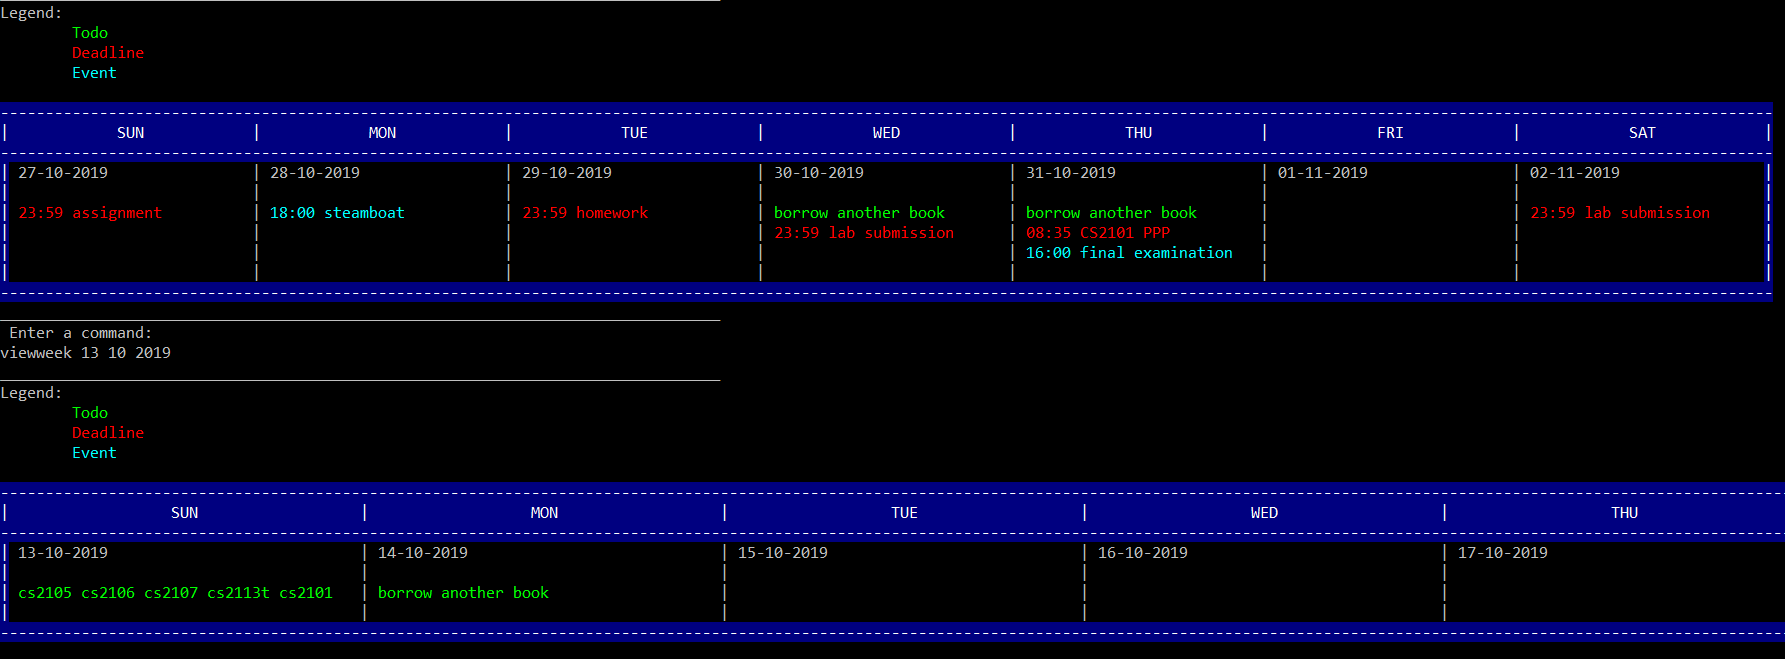 Legend:
Todo
Deadline
Event
| SUN | MON | TUE | WED | THU | FRI | SAT |
| 27-10-2019 | 28-10-2019 | 29-10-2019 | 30-10-2019 | 31-10-2019 | 01-11-2019 | 02-11-2019 |
| 23:59 assignment | 18:00 steamboat | 23:59 homework | borrow another book | borrow another book | | 23:59 lab submission |
| | | | 23:59 lab submission | 08:35 CS2101 PPP | | |
| | | | | 16:00 final examination | | |
Enter a command:
viewweek 13 10 2019
Legend:
Todo
Deadline
Event
| SUN | MON | TUE | WED | THU
| 13-10-2019 | 14-10-2019 | 15-10-2019 | 16-10-2019 | 17-10-2019
| cs2105 cs2106 cs2107 cs2113t cs2101 | borrow another book | | |